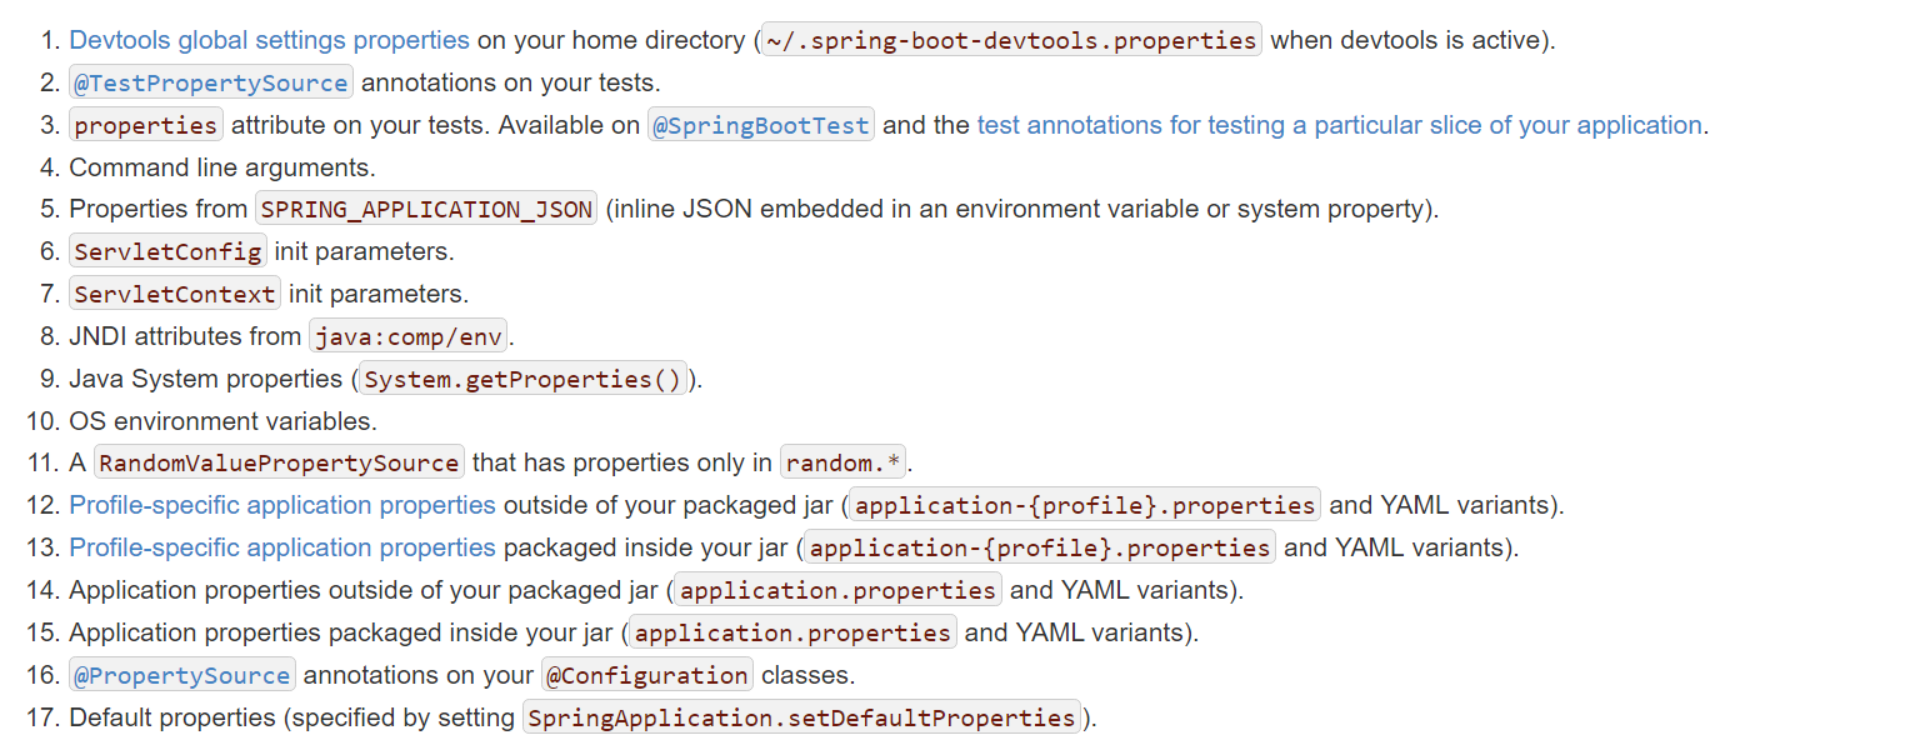 1. Devtools global settings properties on your home directory (~/.spring-boot-devtools.properties when devtools is active).
2. @TestPropertySource annotations on your tests.
3. properties attribute on your tests. Available on @SpringBootTest and the test annotations for testing a particular slice of your application.
4. Command line arguments.
5. Properties from SPRING_APPLICATION_JSON (inline JSON embedded in an environment variable or system property).
6. ServletConfig init parameters.
7. ServletContext init parameters.
8. JNDI attributes from java:comp/env.
9. Java System properties (System.getProperties()).
10. OS environment variables.
11. A RandomValuePropertySource that has properties only in random.*.
12. Profile-specific application properties outside of your packaged jar (application-{profile}.properties and YAML variants).
13. Profile-specific application properties packaged inside your jar (application-{profile}.properties and YAML variants).
14. Application properties outside of your packaged jar (application.properties and YAML variants).
15. Application properties packaged inside your jar (application.properties and YAML variants).
16. @PropertySource annotations on your @Configuration classes.
17. Default properties (specified by setting SpringApplication.setDefaultProperties).